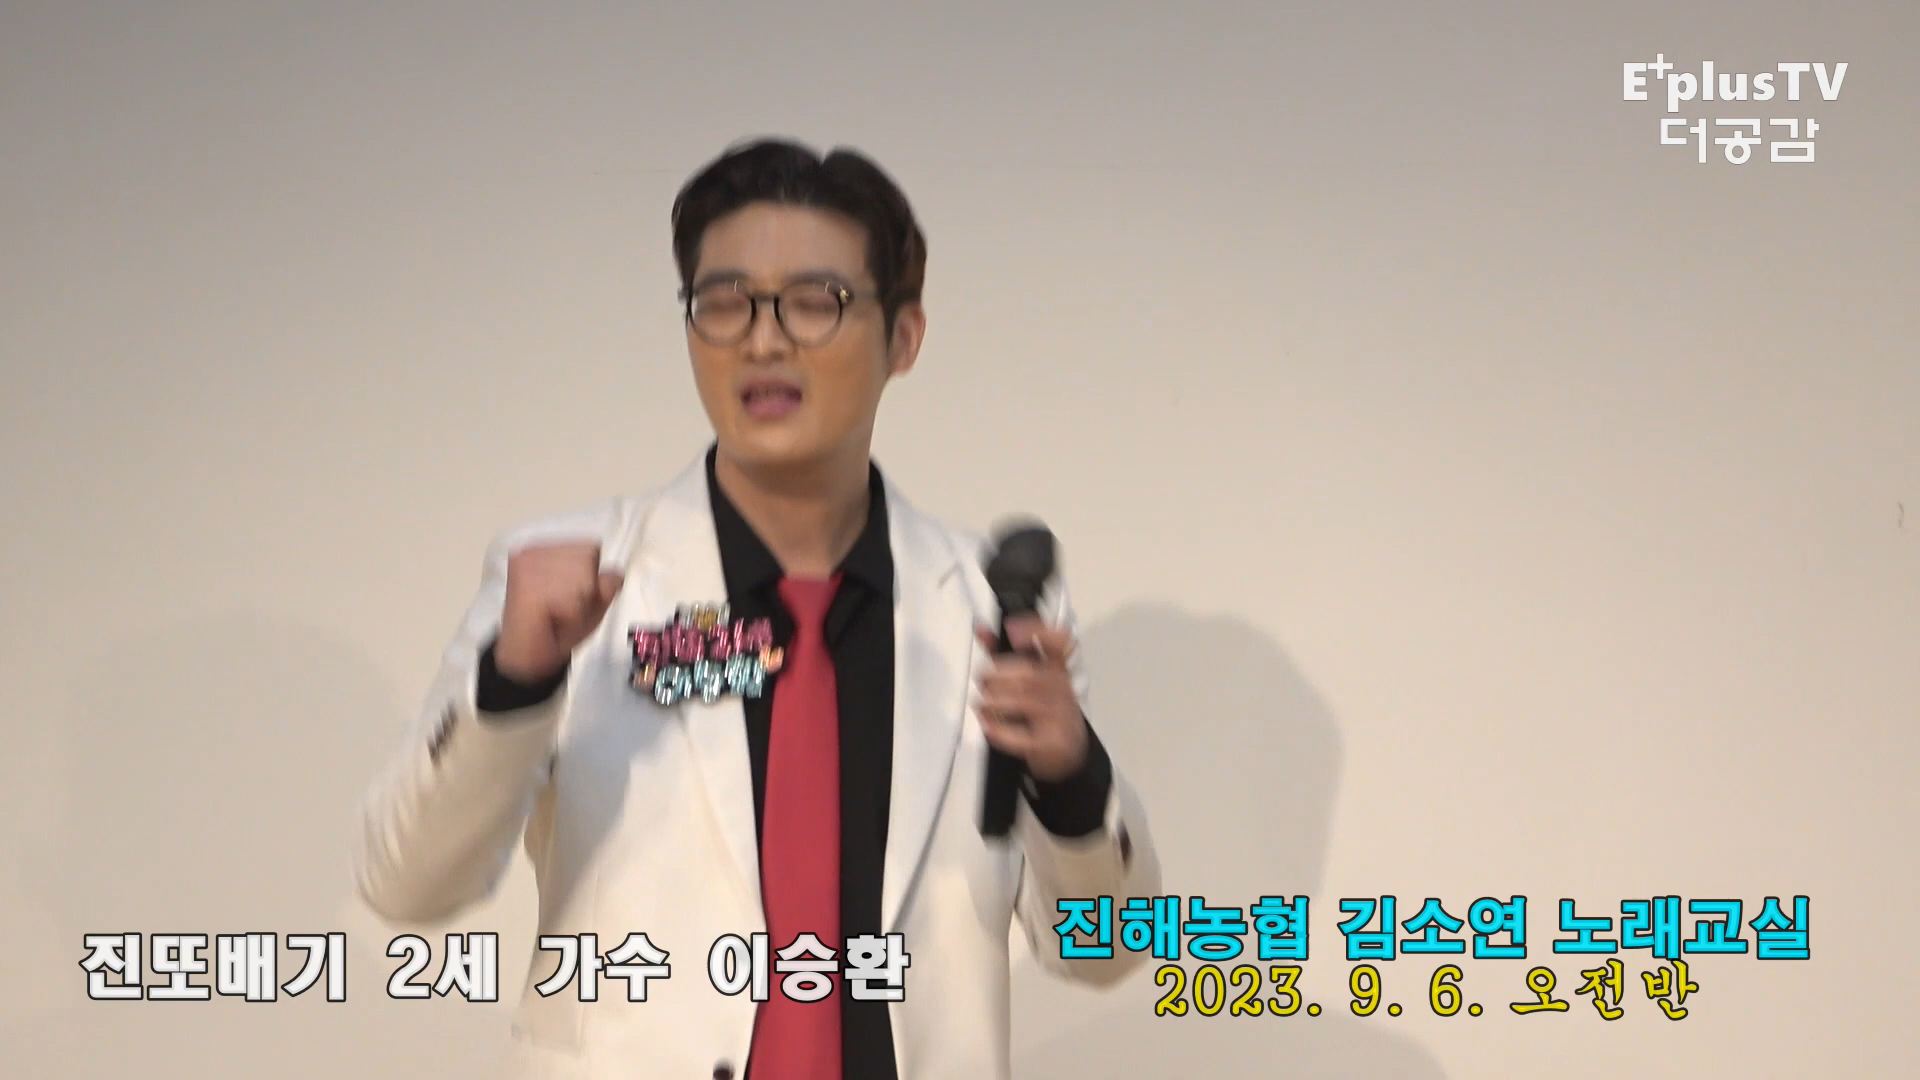 E+plusTV
더공감
진또배기 2세 가수 이승환
진해농협 김소연 노래교실
2023. 9. 6. 오전반